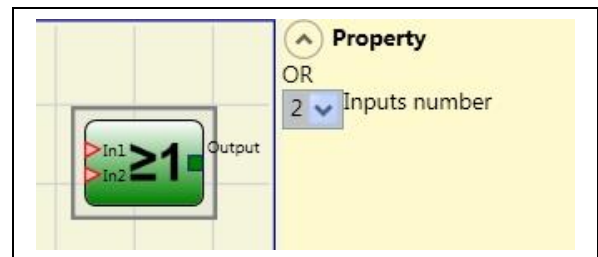 Property
OR
2 Inputs number
In1 ≥1 Output
In2